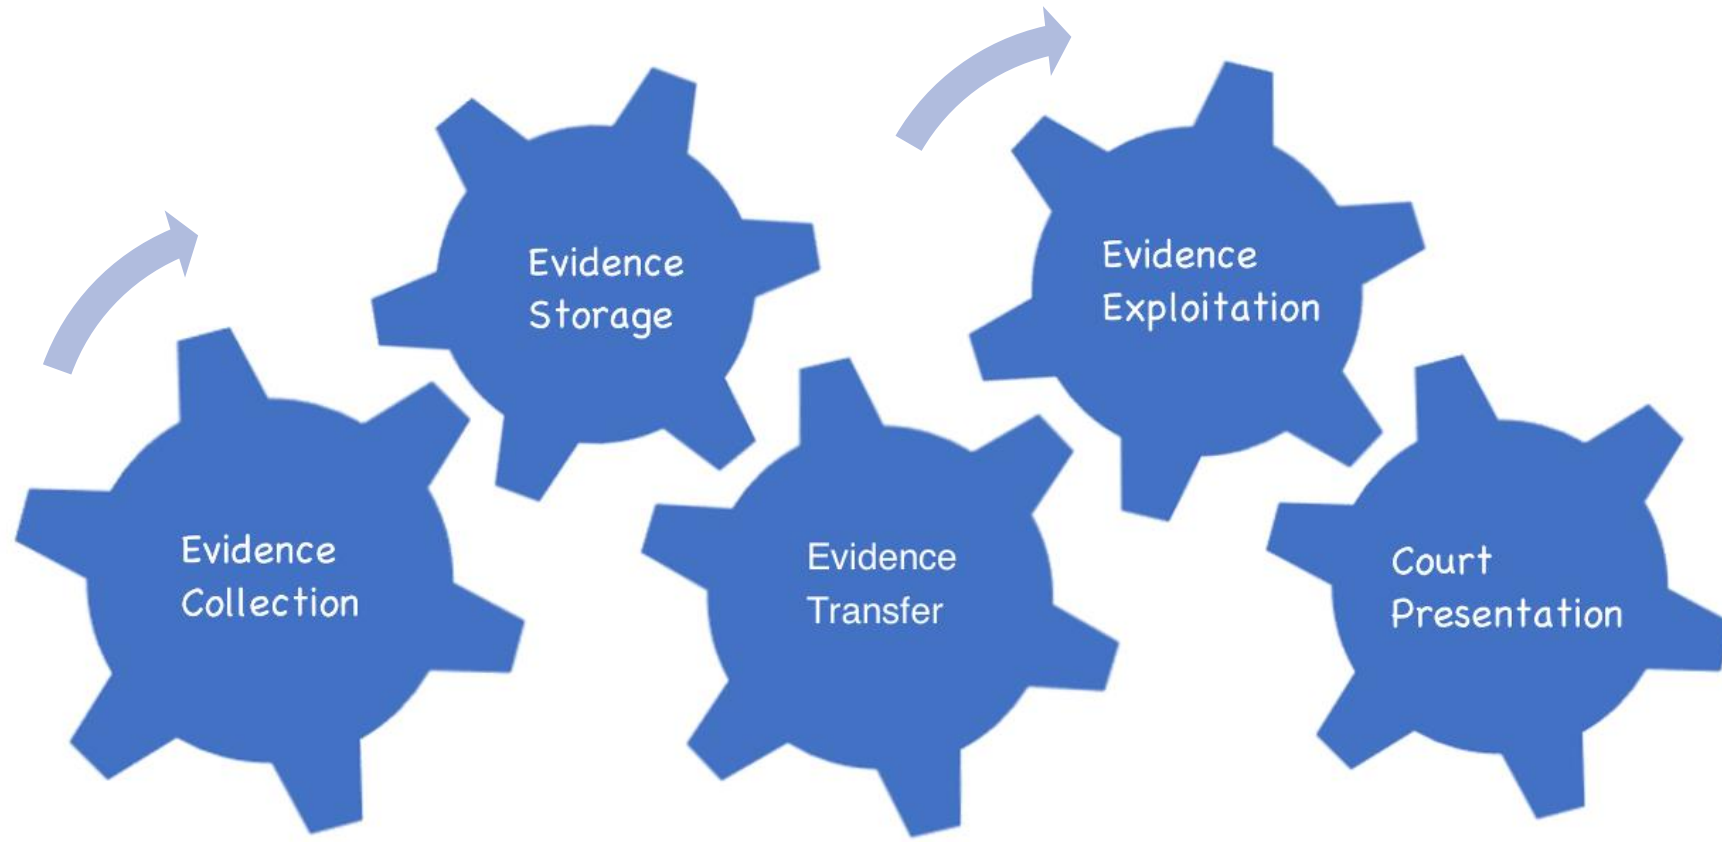 Evidence
Collection
Evidence
Storage
Evidence
Transfer
Evidence
Exploitation
Court
Presentation